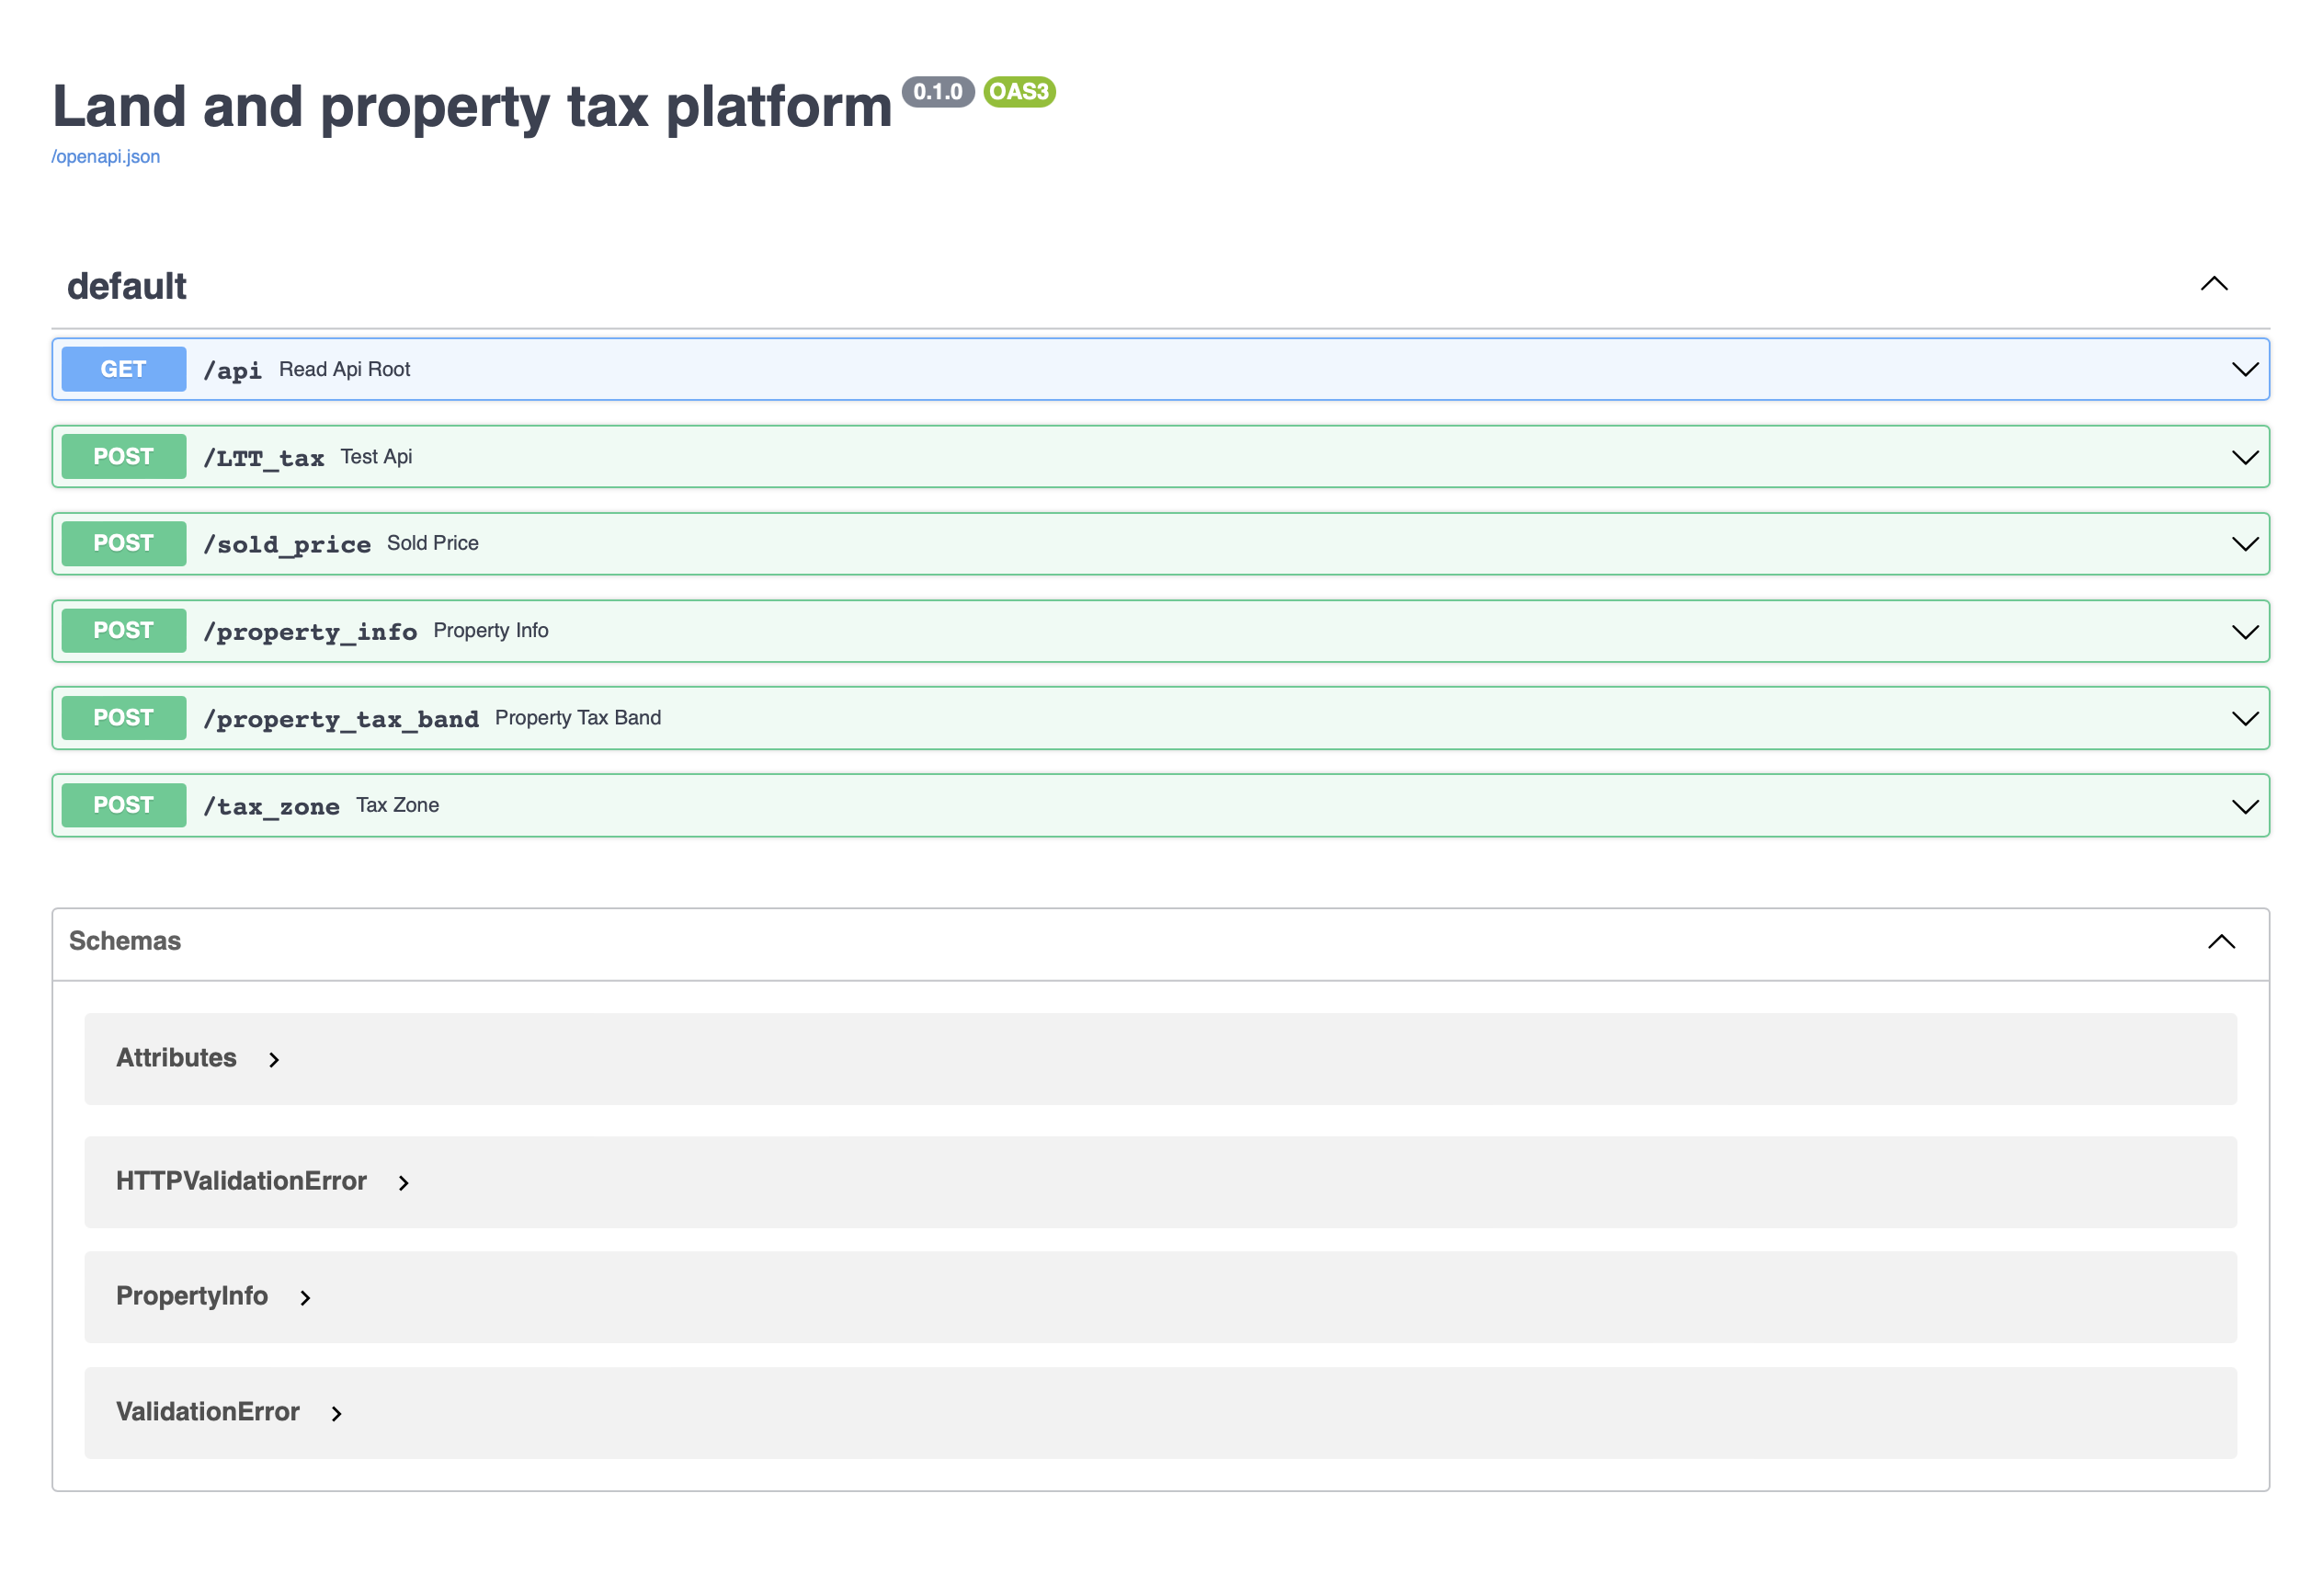 Land and property tax platform 0.1.0 OAS3
/openapi.json
default
GET /api Read Api Root
POST /LTT_tax Test Api
POST /sold_price Sold Price
POST /property_info Property Info
POST /property_tax_band Property Tax Band
POST /tax_zone Tax Zone
Schemas
Attributes
HTTPValidationError
PropertyInfo
ValidationError